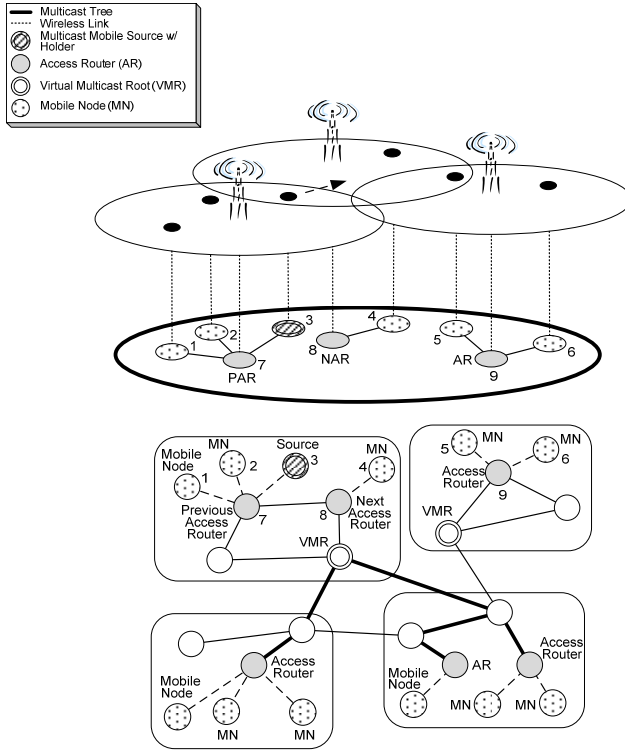 Multicast Tree
Wireless Link
Multicast Mobile Source w/
Holder
Access Router (AR)
Virtual Multicast Root (VMR)
Mobile Node (MN)
1
2
3
4
5
6
7
8
9
PAR
NAR
AR
Mobile
Node
1
MN
2
Source
3
MN
4
Previous
Access
Router
7
8
Next
Access
Router
VMR
5
MN
MN
6
Access
Router
9
VMR
Access
Router
Mobile
Node
MN
MN
Access
Router
AR
Mobile
Node
MN
MN